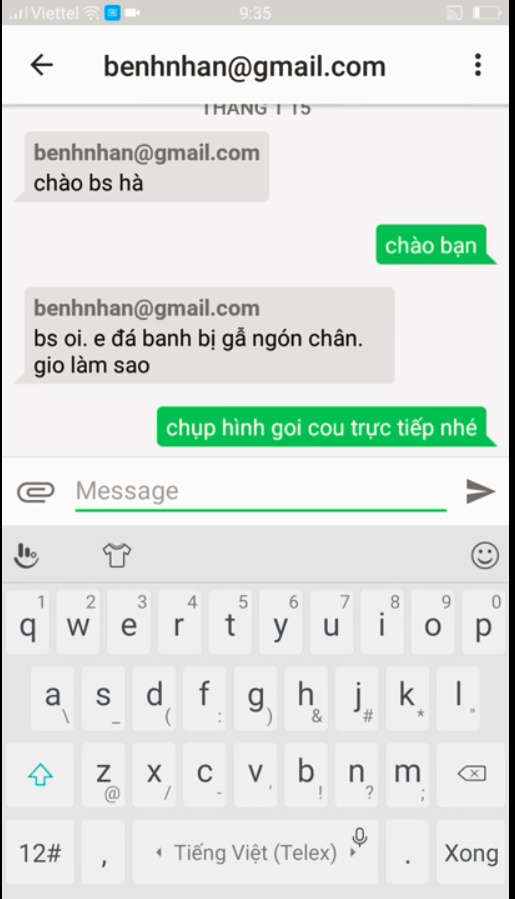 Viettel
9:35
benhnhan@gmail.com
THÁNG 1 15
benhnhan@gmail.com
chào bs hà
chào bạn
benhnhan@gmail.com
bs oi. e đá banh bị gẫ ngón chân.
gio làm sao
chụp hình goi cou trực tiếp nhé
Message
1 2 3 4 5 6 7 8 9 0
q w e r t y u i o p
a s d f g h j k l
\ _ ( : ) & # * "
z x c v b n m
@ / - ' ! ? ;
12# , Tiếng Việt (Telex) . Xong